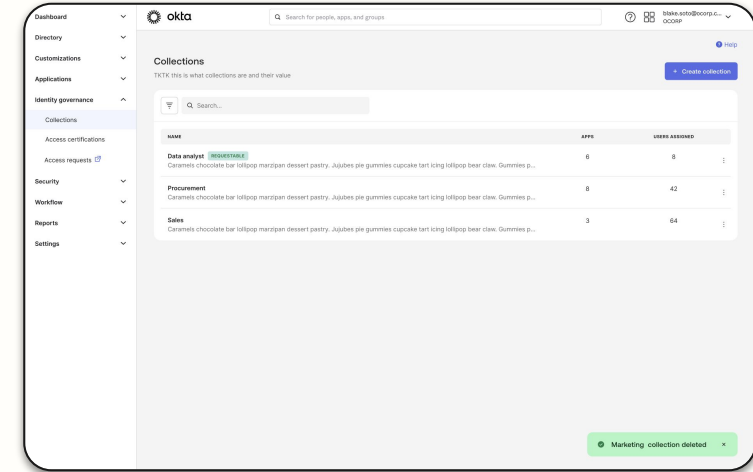 Dashboard
Directory
Customizations
Applications
Identity governance
Collections
Access certifications
Access requests
Security
Workflow
Reports
Settings
okta
Search for people, apps, and groups
blake.soto@ocorp.c...
OCORP
Help
Collections
TKTK this is what collections are and their value
+ Create collection
Search...
NAME APPS USERS ASSIGNED
Data analyst REQUESTABLE 6 8
Caramels chocolate bar lollipop marzipan dessert pastry. Jujubes pie gummies cupcake tart icing lollipop bear claw. Gummies p...
Procurement 8 42
Caramels chocolate bar lollipop marzipan dessert pastry. Jujubes pie gummies cupcake tart icing lollipop bear claw. Gummies p...
Sales 3 64
Caramels chocolate bar lollipop marzipan dessert pastry. Jujubes pie gummies cupcake tart icing lollipop bear claw. Gummies p...
Marketing collection deleted ×